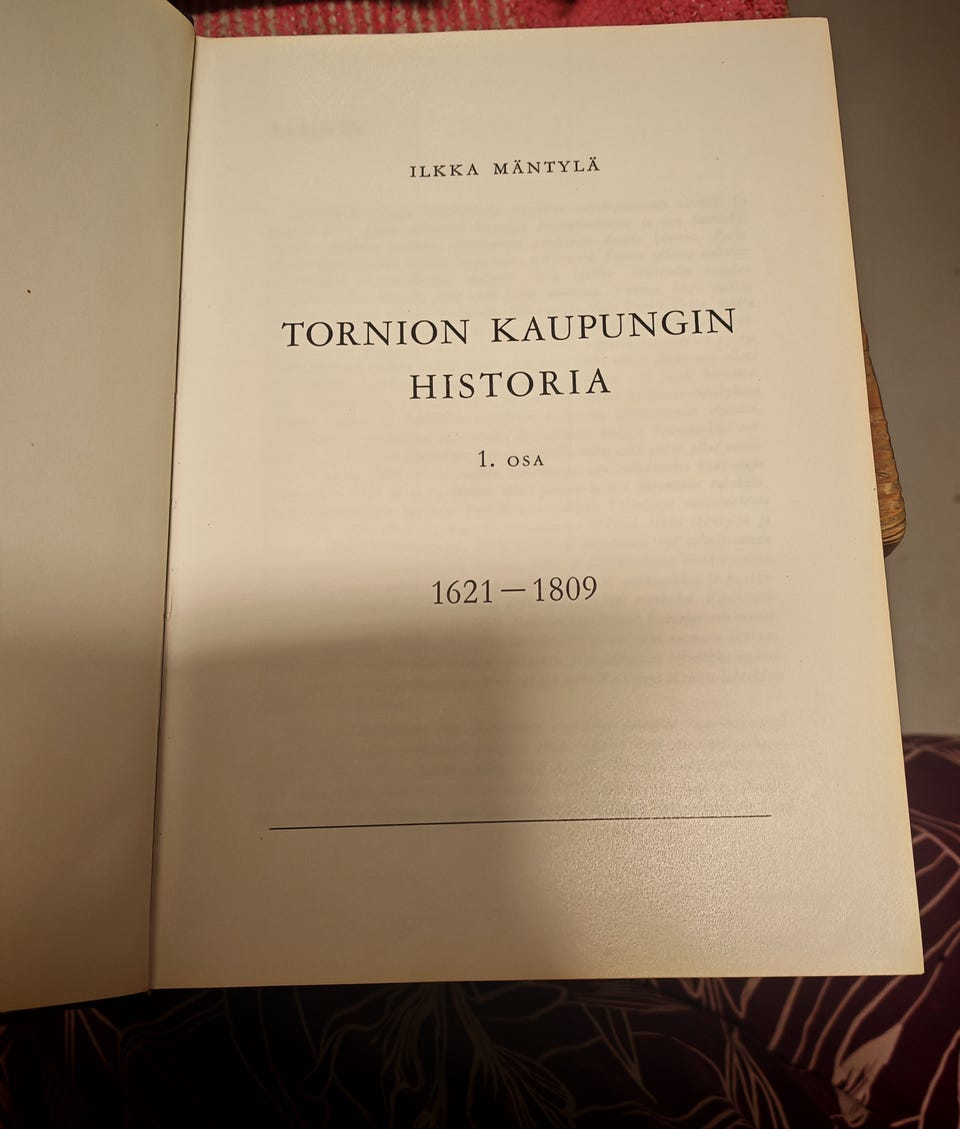 ILKKA MÄNTYLÄ
TORNION KAUPUNGIN
HISTORIA
1. OSA
1621—1809